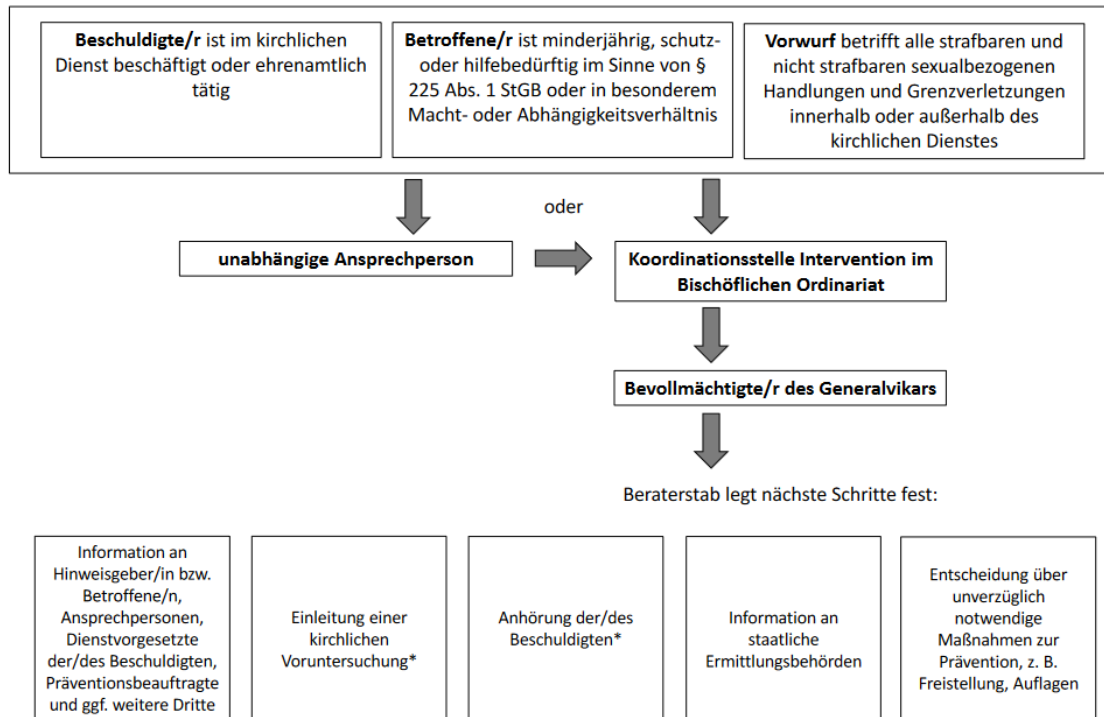 Beschuldigte/r ist im kirchlichen
Dienst beschäftigt oder ehrenamtlich
tätig
Betroffene/r ist minderjährig, schutz-
oder hilfebedürftig im Sinne von §
225 Abs. 1 StGB oder in besonderem
Macht- oder Abhängigkeitsverhältnis
Vorwurf betrifft alle strafbaren und
nicht strafbaren sexualbezogenen
Handlungen und Grenzverletzungen
innerhalb oder außerhalb des
kirchlichen Dienstes
oder
unabhängige Ansprechperson
Koordinationsstelle Intervention im
Bischöflichen Ordinariat
Bevollmächtigte/r des Generalvikars
Beraterstab legt nächste Schritte fest:
Information an
Hinweisgeber/in bzw.
Betroffene/n,
Ansprechpersonen,
Dienstvorgesetzte
der/des Beschuldigten,
Präventionsbeauftragte
und ggf. weitere Dritte
Einleitung einer
kirchlichen
Voruntersuchung*
Anhörung der/des
Beschuldigten*
Information an
staatliche
Ermittlungsbehörden
Entscheidung über
unverzüglich
notwendige
Maßnahmen zur
Prävention, z. B.
Freistellung, Auflagen